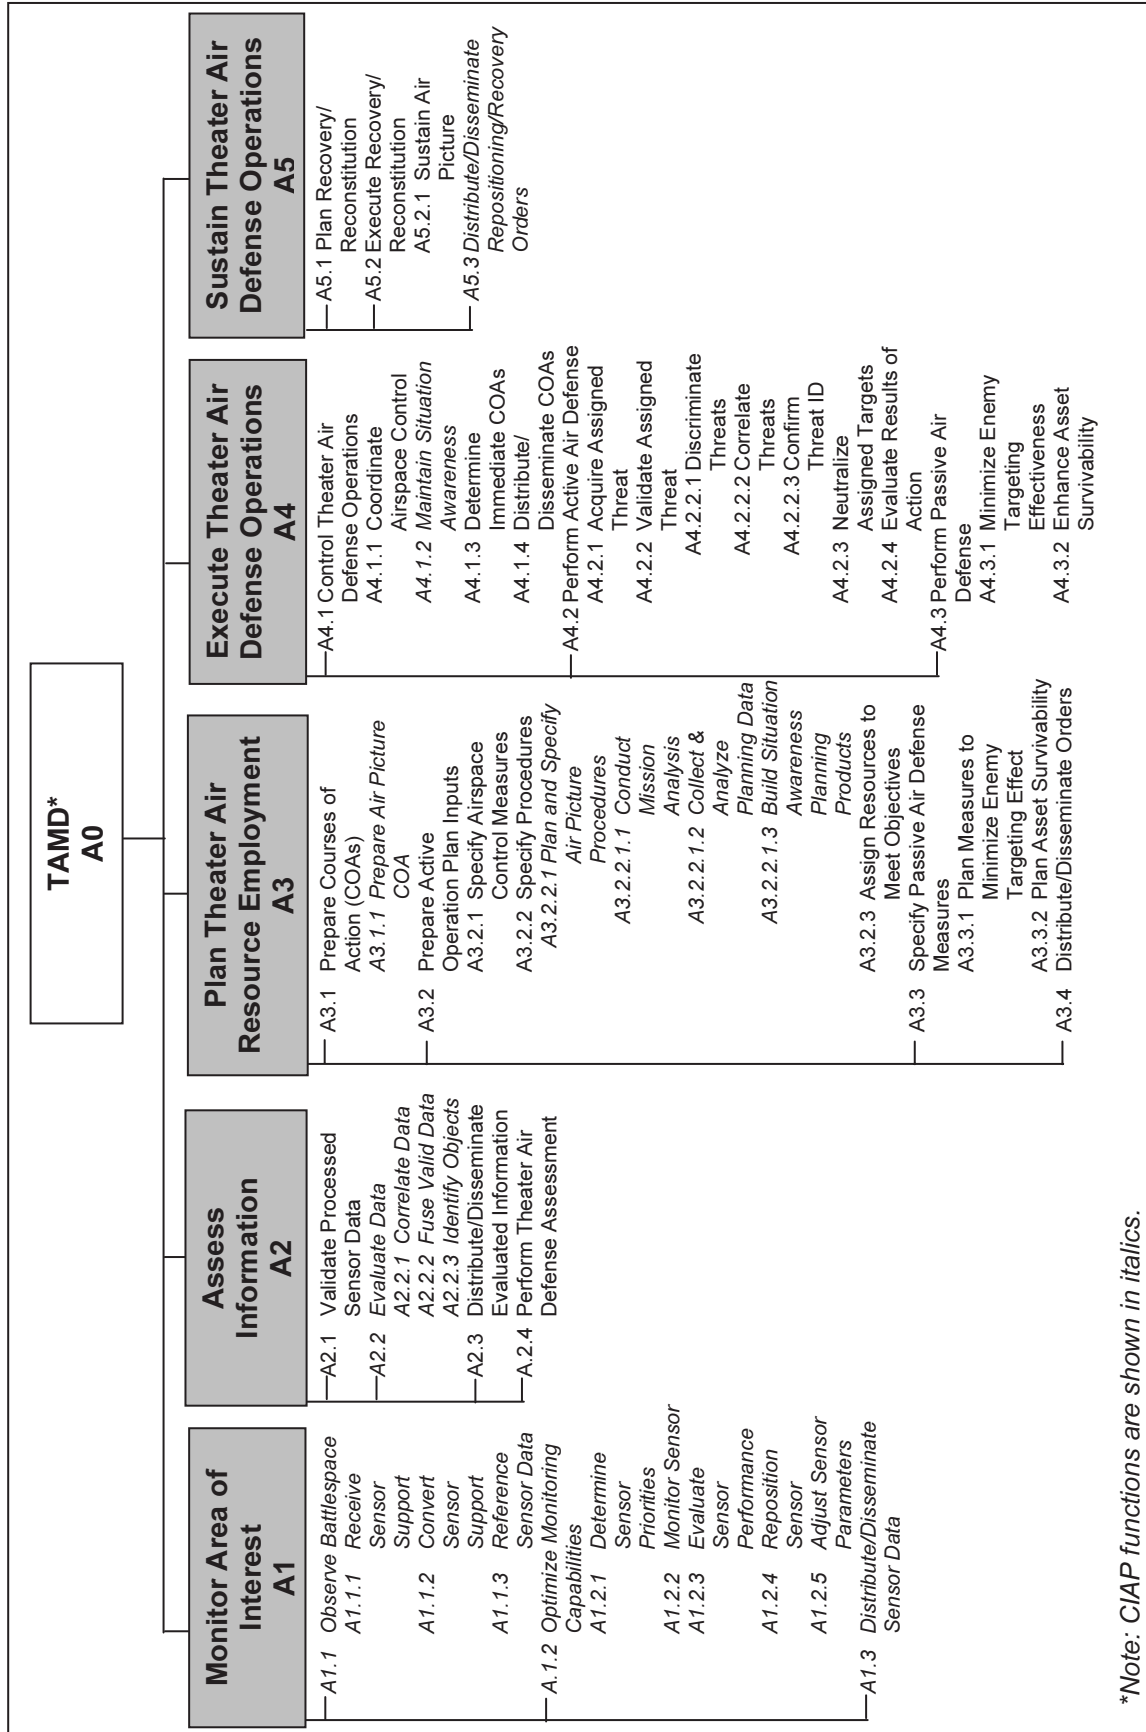 TAMD*
A0
Monitor Area of
Interest
A1
A1.1 Observe Battlespace
A1.1.1 Receive
Sensor
Support
A1.1.2 Convert
Sensor
Support
A1.1.3 Reference
Sensor Data
A.1.2 Optimize Monitoring
Capabilities
A1.2.1 Determine
Sensor
Priorities
A1.2.2 Monitor Sensor
A1.2.3 Evaluate
Sensor
Performance
A1.2.4 Reposition
Sensor
A1.2.5 Adjust Sensor
Parameters
A1.3 Distribute/Disseminate
Sensor Data
Assess
Information
A2
A2.1 Validate Processed
Sensor Data
A2.2 Evaluate Data
A2.2.1 Correlate Data
A2.2.2 Fuse Valid Data
A2.2.3 Identify Objects
A2.3 Distribute/Disseminate
Evaluated Information
A.2.4 Perform Theater Air
Defense Assessment
Plan Theater Air
Resource Employment
A3
A3.1 Prepare Courses of
Action (COAs)
A3.1.1 Prepare Air Picture
COA
A3.2 Prepare Active
Operation Plan Inputs
A3.2.1 Specify Airspace
Control Measures
A3.2.2 Specify Procedures
A3.2.2.1 Plan and Specify
Air Picture
Procedures
A3.2.2.1.1 Conduct
Mission
Analysis
A3.2.2.1.2 Collect &
Analyze
Planning Data
A3.2.2.1.3 Build Situation
Awareness
Planning
Products
A3.2.3 Assign Resources to
Meet Objectives
A3.3 Specify Passive Air Defense
Measures
A3.3.1 Plan Measures to
Minimize Enemy
Targeting Effect
A3.3.2 Plan Asset Survivability
A3.4 Distribute/Disseminate Orders
Execute Theater Air
Defense Operations
A4
A4.1 Control Theater Air
Defense Operations
A4.1.1 Coordinate
Airspace Control
A4.1.2 Maintain Situation
Awareness
A4.1.3 Determine
Immediate COAs
A4.1.4 Distribute/
Disseminate COAs
A4.2 Perform Active Air Defense
A4.2.1 Acquire Assigned
Threat
A4.2.2 Validate Assigned
Threat
A4.2.2.1 Discriminate
Threats
A4.2.2.2 Correlate
Threats
A4.2.2.3 Confirm
Threat ID
A4.2.3 Neutralize
Assigned Targets
A4.2.4 Evaluate Results of
Action
A4.3 Perform Passive Air
Defense
A4.3.1 Minimize Enemy
Targeting
Effectiveness
A4.3.2 Enhance Asset
Survivability
Sustain Theater Air
Defense Operations
A5
A5.1 Plan Recovery/
Reconstitution
A5.2 Execute Recovery/
Reconstitution
A5.2.1 Sustain Air
Picture
A5.3 Distribute/Disseminate
Repositioning/Recovery
Orders
*Note: CIAP functions are shown in italics.